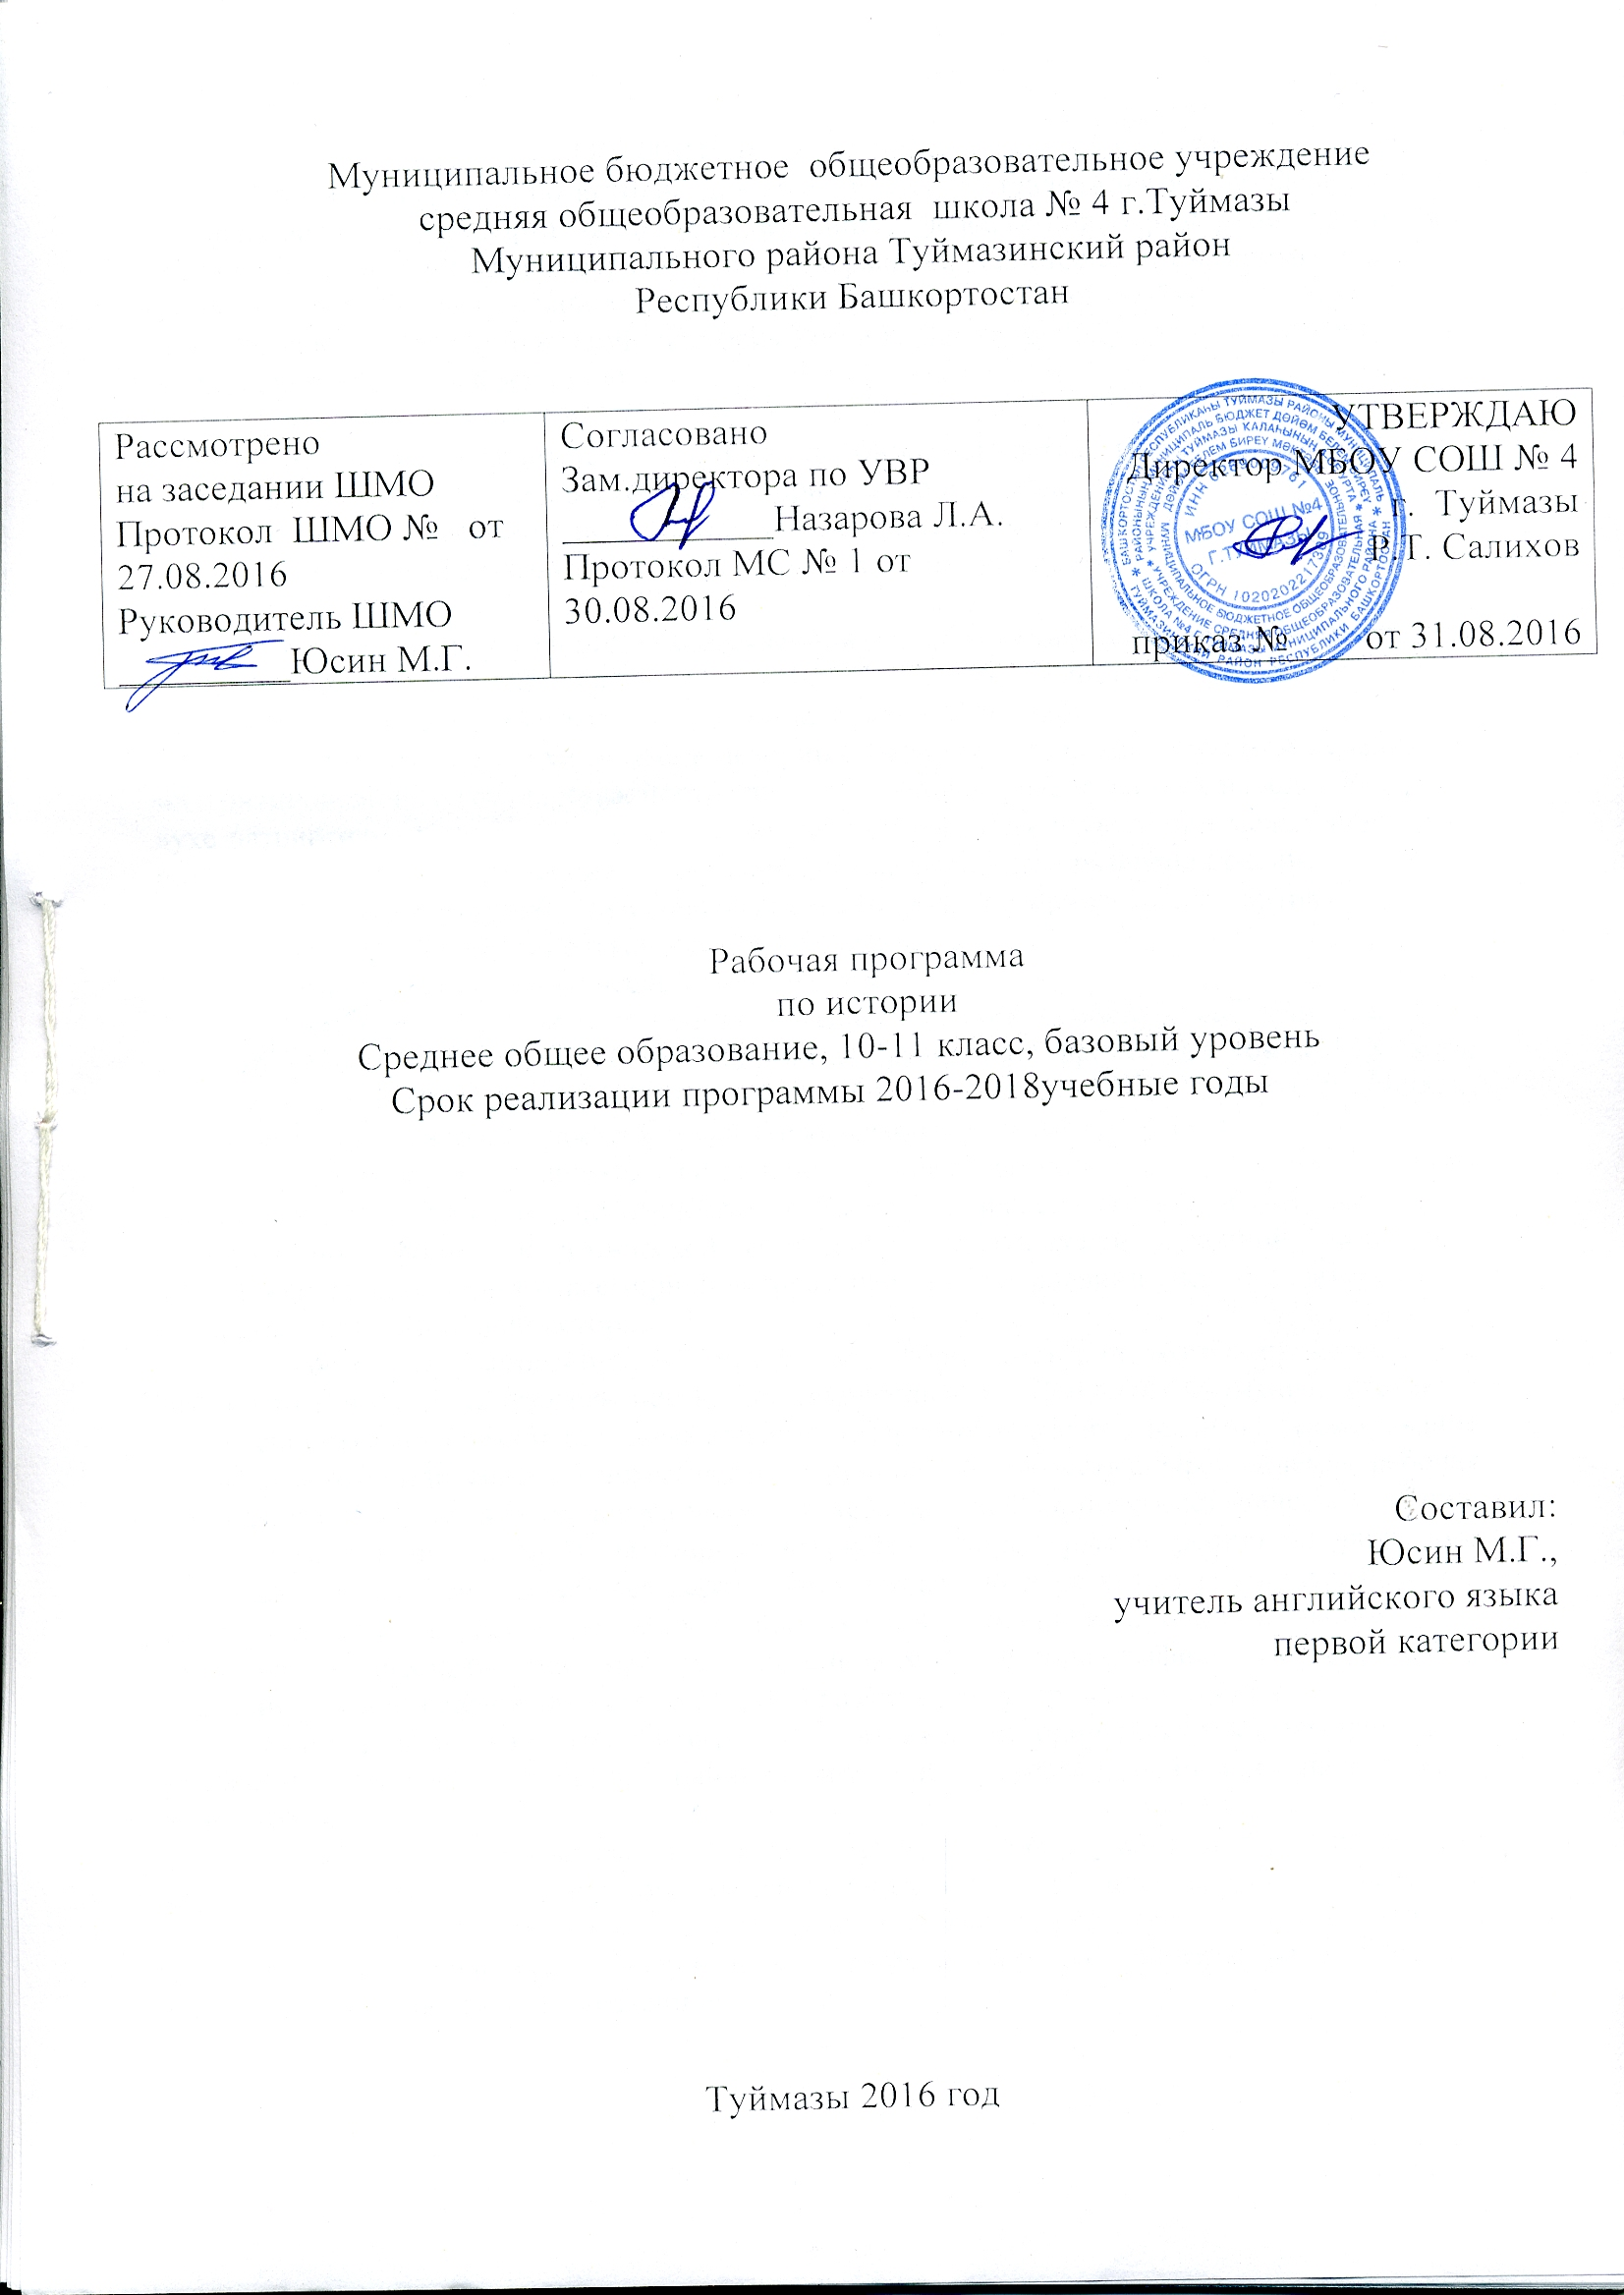 Муниципальное бюджетное общеобразовательное учреждение
средняя общеобразовательная школа № 4 г.Туймазы
Муниципального района Туймазинский район
Республики Башкортостан
Рассмотрено
на заседании ШМО
Протокол ШМО № от
27.08.2016
Руководитель ШМО
Юсин М.Г.
Согласовано
Зам.директора по УВР
Назарова Л.А.
Протокол МС № 1 от
30.08.2016
УТВЕРЖДАЮ
Директор МБОУ СОШ № 4
г. Туймазы
Р.Т. Салихов
приказ № от 31.08.2016
МБОУ СОШ №4
Г.ТУЙМАЗЫ
Рабочая программа
по истории
Среднее общее образование, 10-11 класс, базовый уровень
Срок реализации программы 2016-2018учебные годы
Составил:
Юсин М.Г.,
учитель английского языка
первой категории
Туймазы 2016 год